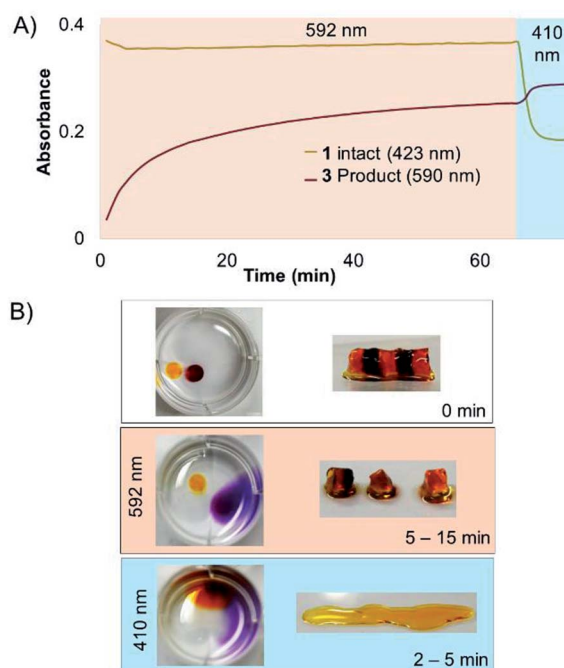 A)
0.4
592 nm
410
nm
Absorbance
0.2
1 intact (423 nm)
3 Product (590 nm)
0
0
20
40
60
Time (min)
B)
0 min
592 nm
5 – 15 min
410 nm
2 – 5 min